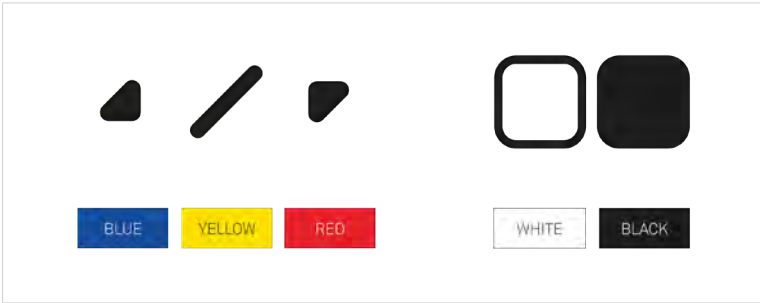 BLUE
YELLOW
RED
WHITE
BLACK